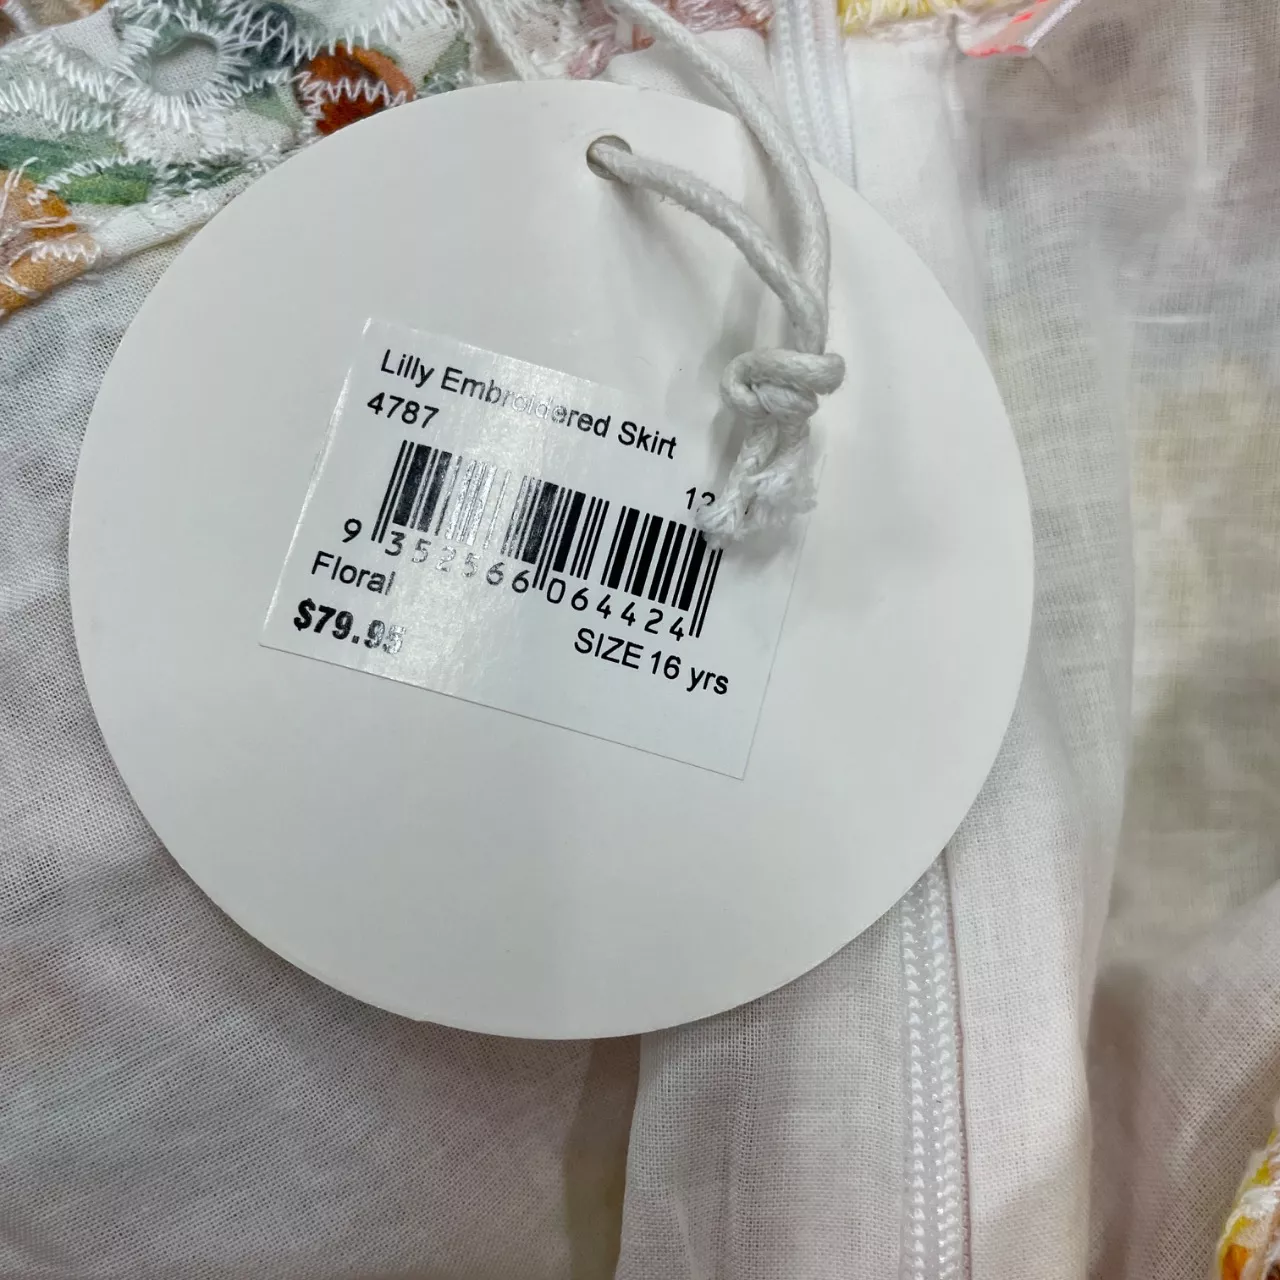 Lilly Embroidered Skirt
4787
9 352566 064424
Floral
$79.95
SIZE 16 yrs